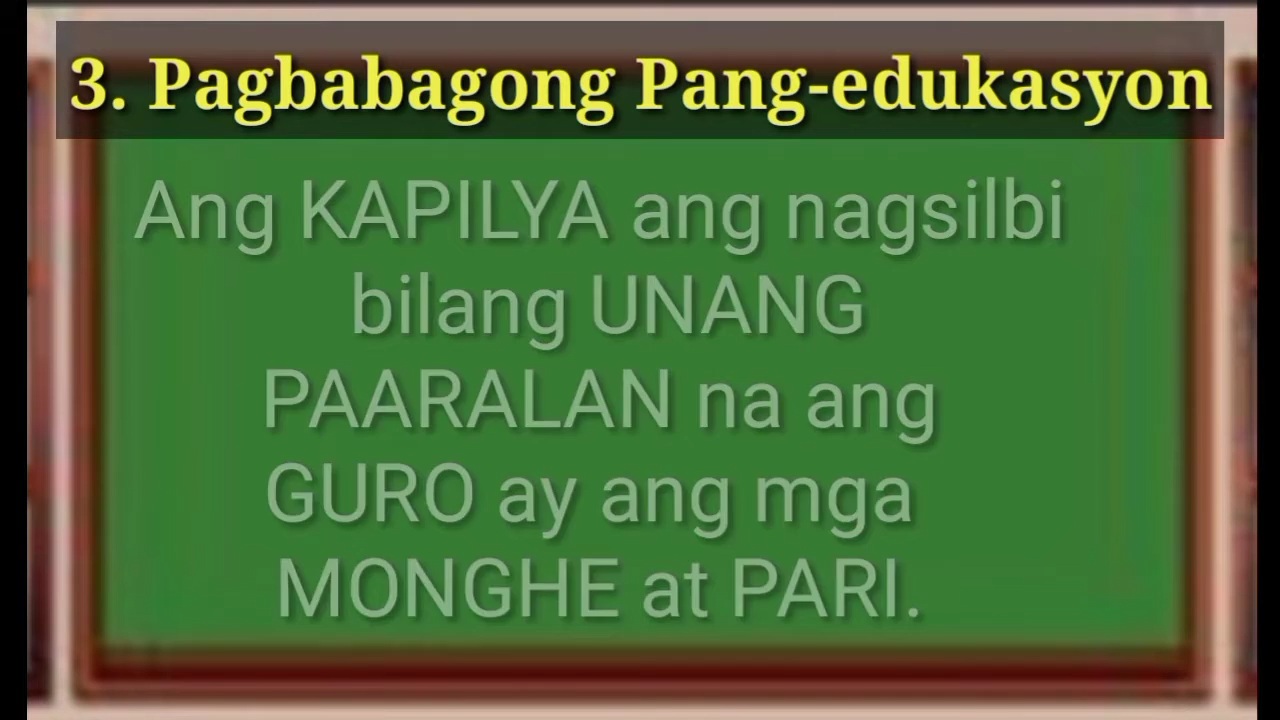 3. Pagbabagong Pang-edukasyon
Ang KAPILYA ang nagsilbi
bilang UNANG
PAARALAN na ang
GURO ay ang mga
MONGHE at PARI.